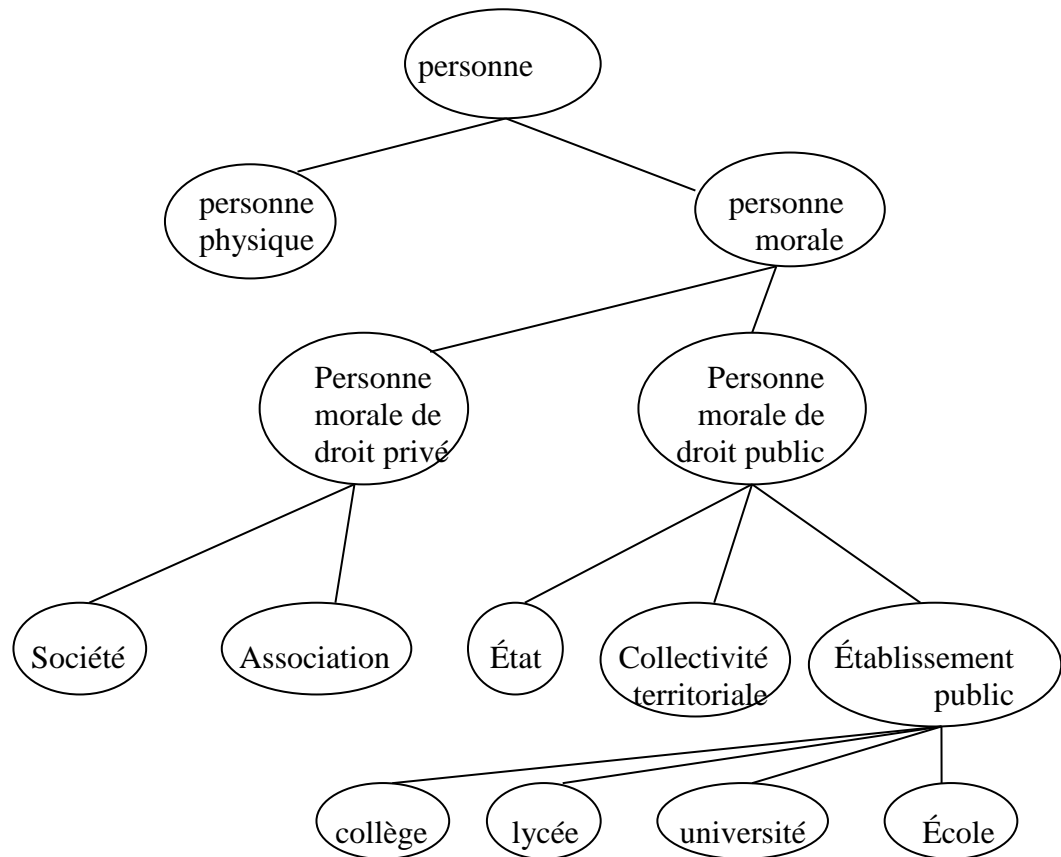 personne
personne
physique
personne
morale
Personne
morale de
droit privé
Personne
morale de
droit public
Société
Association
État
Collectivité
territoriale
Établissement
public
collège
lycée
université
École